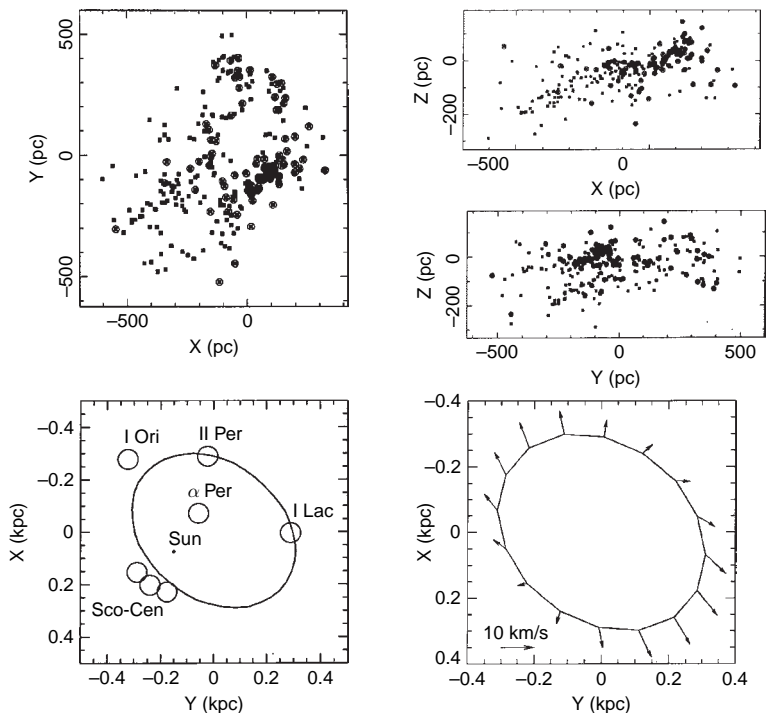 500
0
−500
Y (pc)
−500
0
X (pc)
0
−200
Z (pc)
−500
0
X (pc)
0
−200
Z (pc)
−500
0
500
Y (pc)
−0.4
−0.2
0
0.2
0.4
X (kpc)
I Ori
II Per
α Per
I Lac
Sun
Sco-Cen
−0.4
−0.2
0
0.2
0.4
Y (kpc)
−0.4
−0.2
0
0.2
0.4
X (kpc)
10 km/s
−0.4
−0.2
0
0.2
0.4
Y (kpc)